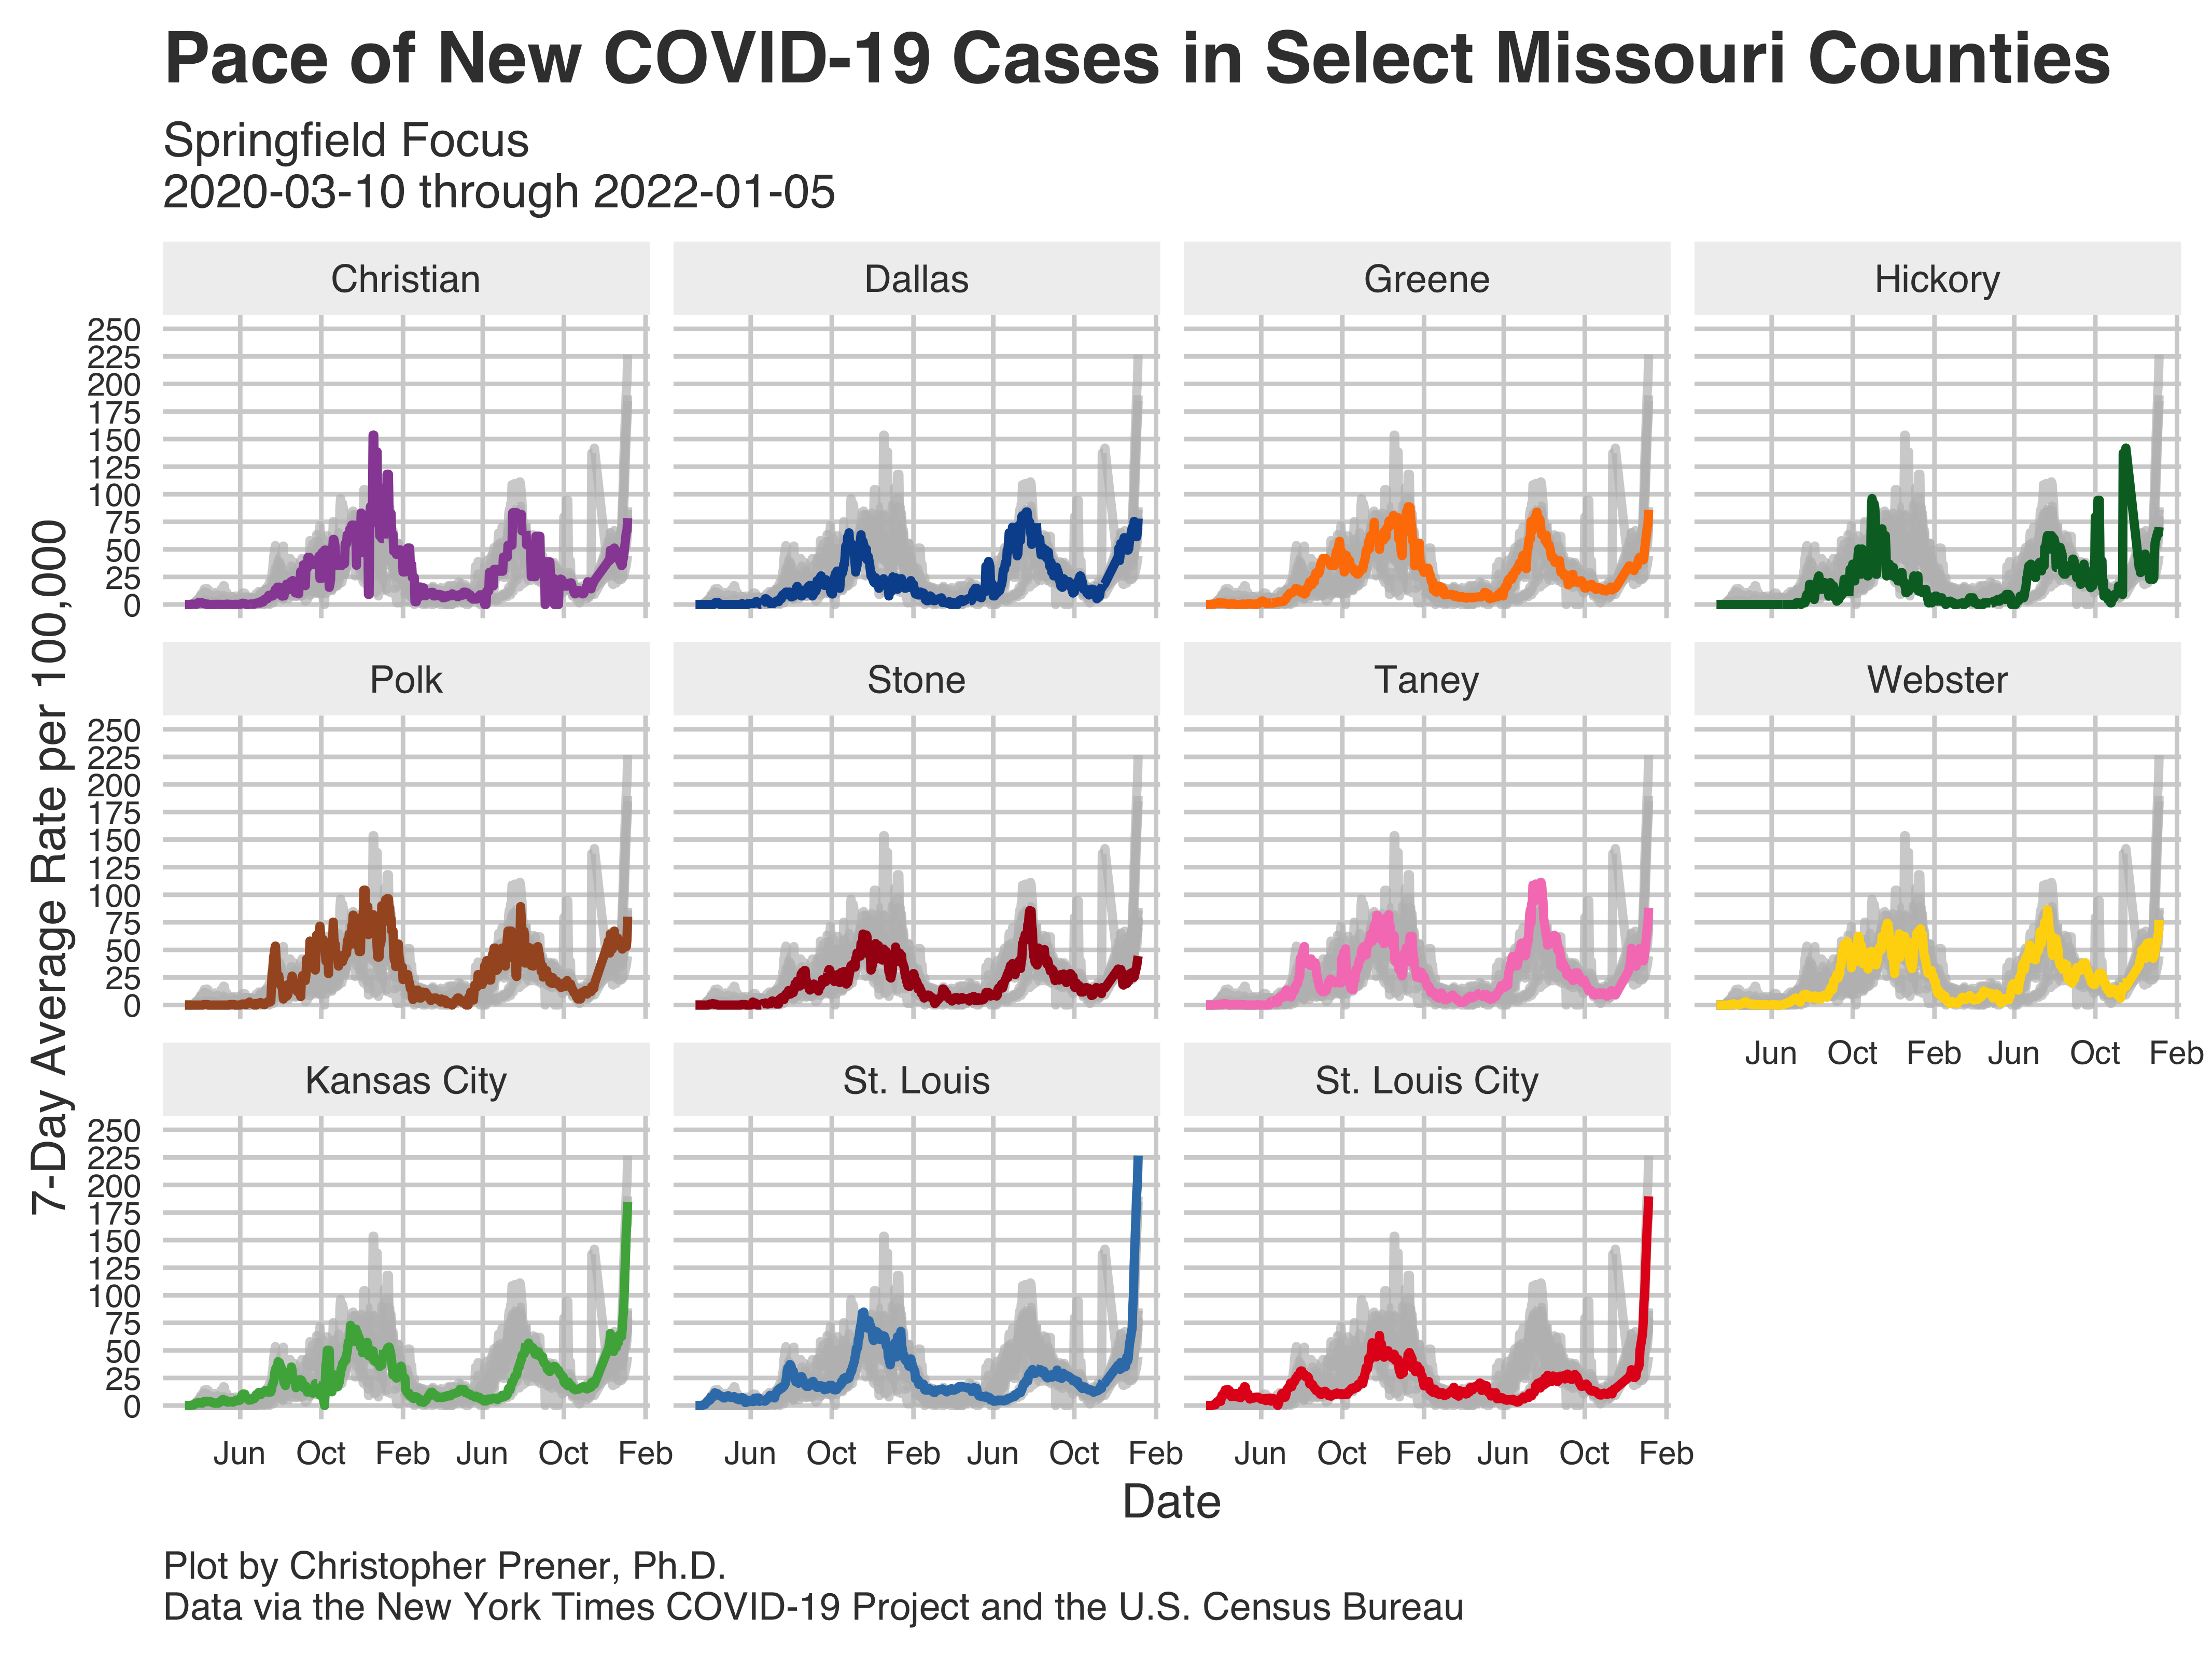 Pace of New COVID-19 Cases in Select Missouri Counties
Springfield Focus
2020-03-10 through 2022-01-05
Christian
Dallas
Greene
Hickory
250
225
200
175
150
125
100
75
50
25
0
Polk
Stone
Taney
Webster
250
225
200
175
150
125
100
75
50
25
0
Jun Oct Feb Jun Oct Feb
Kansas City
St. Louis
St. Louis City
250
225
200
175
150
125
100
75
50
25
0
Jun Oct Feb Jun Oct Feb
Jun Oct Feb Jun Oct Feb
Jun Oct Feb Jun Oct Feb
7-Day Average Rate per 100,000
Date
Plot by Christopher Prener, Ph.D.
Data via the New York Times COVID-19 Project and the U.S. Census Bureau